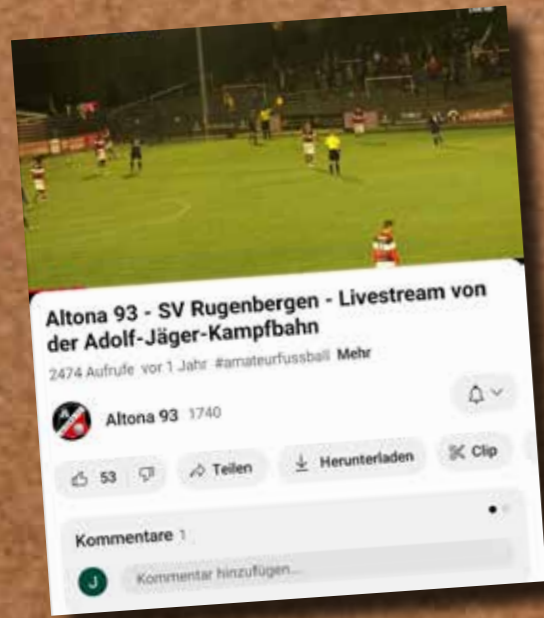 Altona 93 - SV Rugenbergen - Livestream von
der Adolf-Jäger-Kampfbahn
2474 Aufrufe vor 1 Jahr #amateurfussball Mehr
Altona 93 1740
53 Teilen Herunterladen Clip
Kommentare 1
J Kommentar hinzufügen...